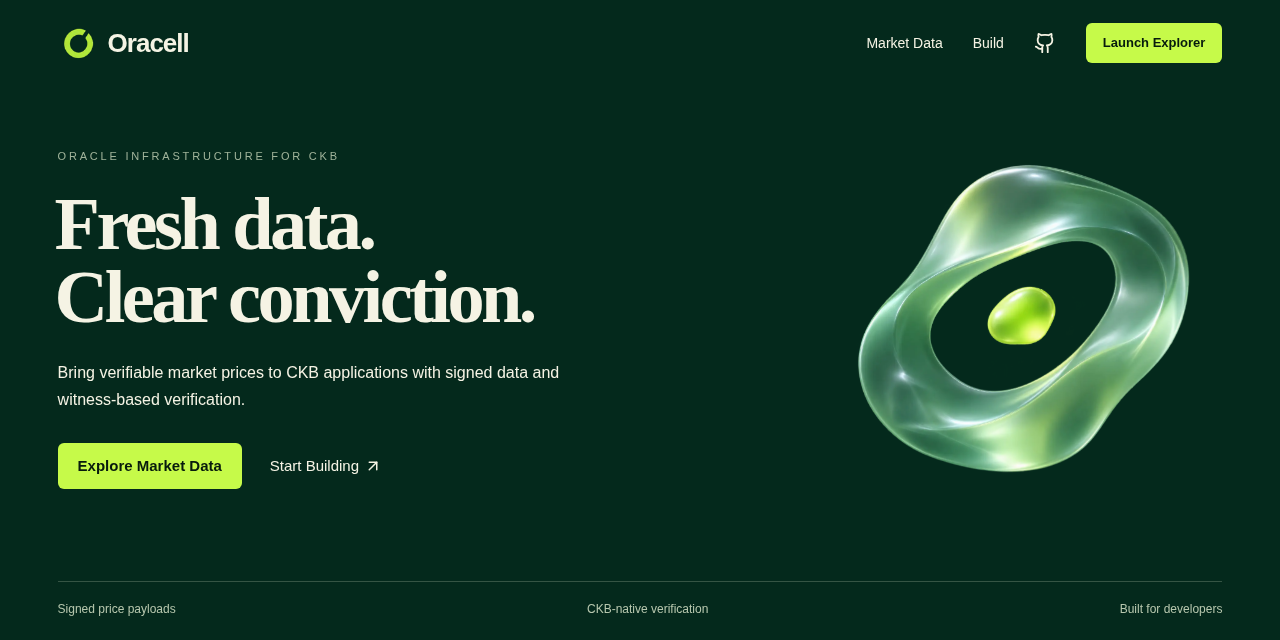 Oracell
Market Data
Build
Launch Explorer
ORACLE INFRASTRUCTURE FOR CKB
Fresh data.
Clear conviction.
Bring verifiable market prices to CKB applications with signed data and
witness-based verification.
Explore Market Data
Start Building
Signed price payloads
CKB-native verification
Built for developers